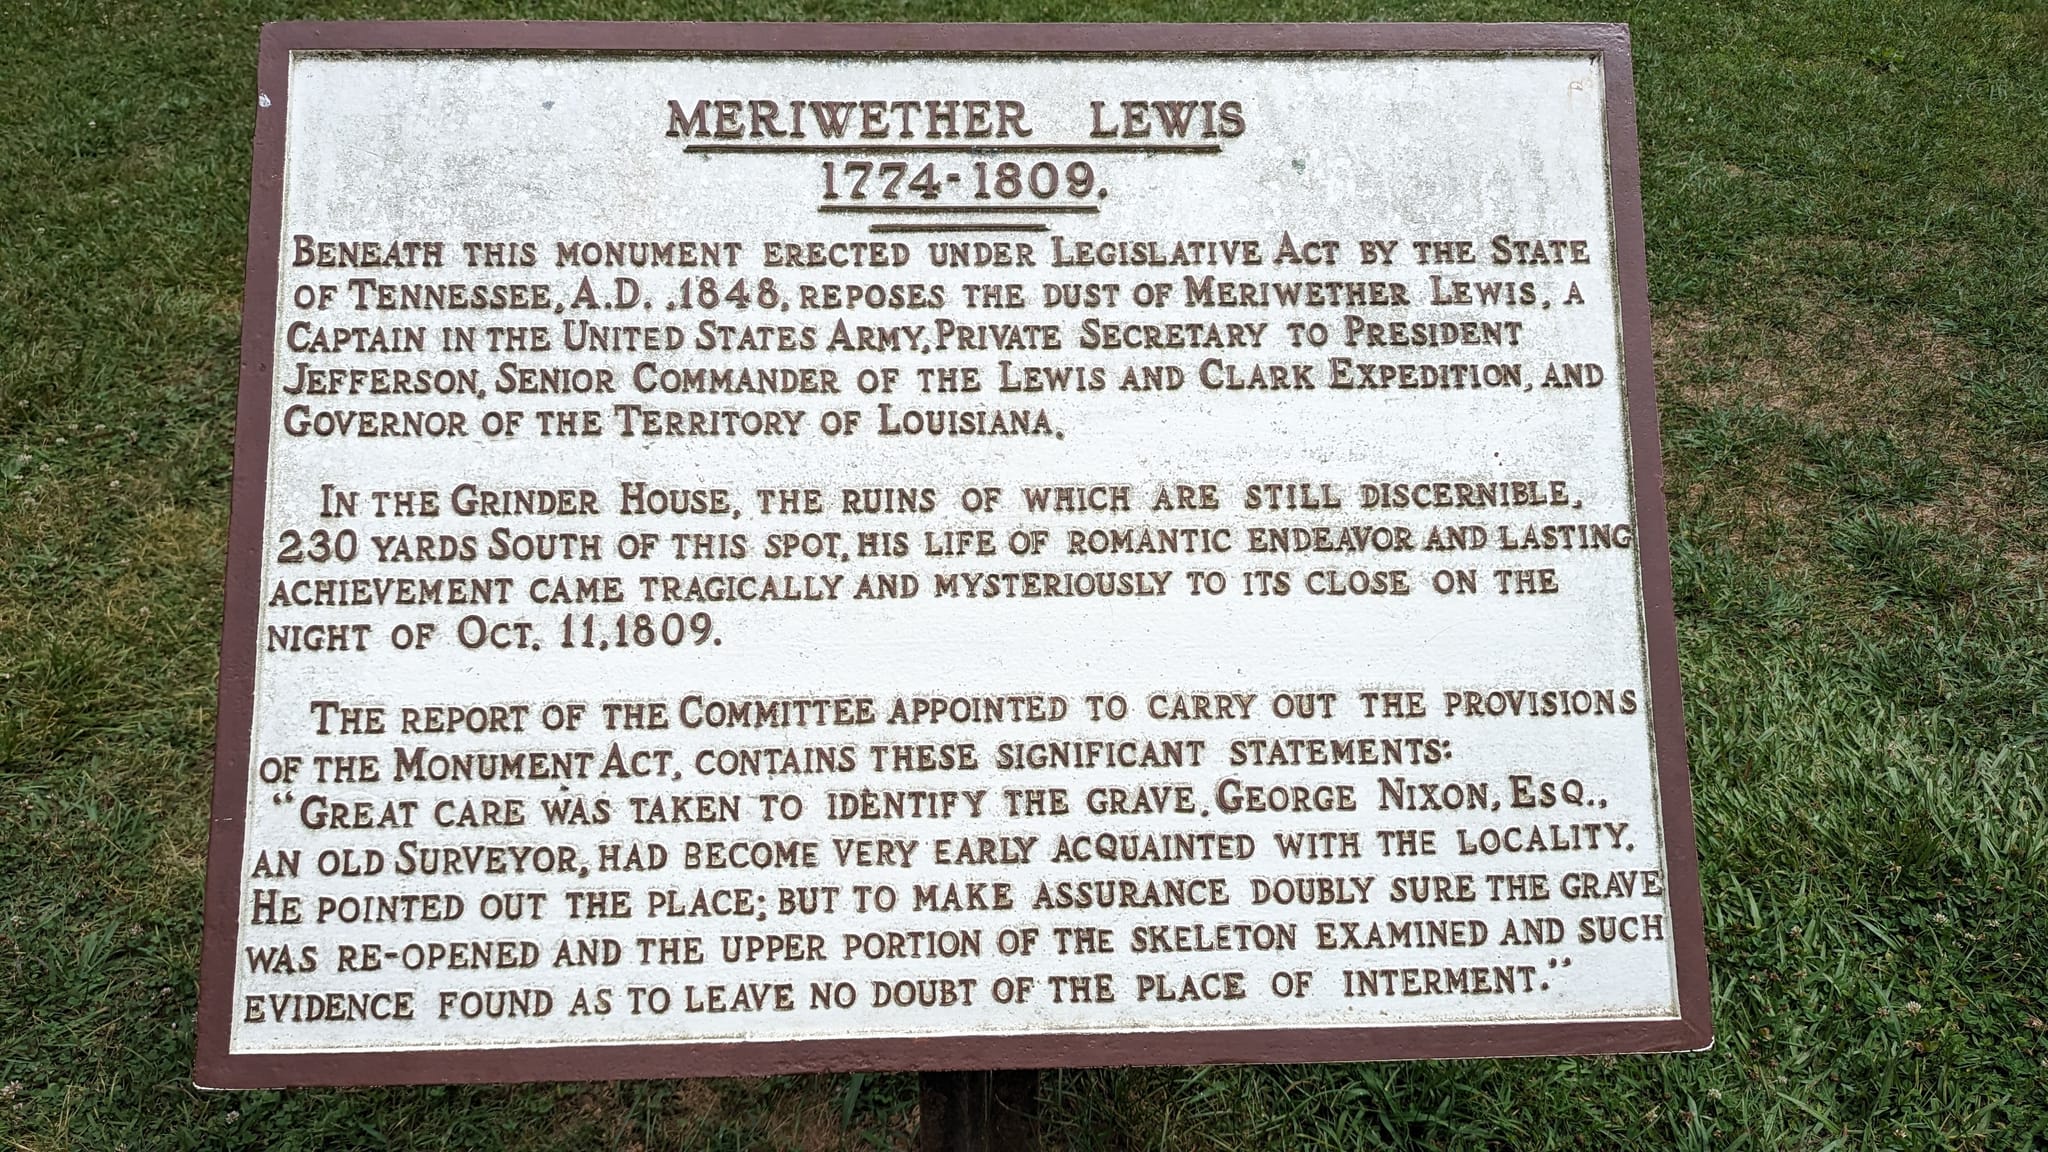 MERIWETHER LEWIS
1774-1809.
BENEATH THIS MONUMENT ERECTED UNDER LEGISLATIVE ACT BY THE STATE
OF TENNESSEE, A.D. ,1848, REPOSES THE DUST OF MERIWETHER LEWIS, A
CAPTAIN IN THE UNITED STATES ARMY, PRIVATE SECRETARY TO PRESIDENT
JEFFERSON, SENIOR COMMANDER OF THE LEWIS AND CLARK EXPEDITION, AND
GOVERNOR OF THE TERRITORY OF LOUISIANA.
IN THE GRINDER HOUSE, THE RUINS OF WHICH ARE STILL DISCERNIBLE,
230 YARDS SOUTH OF THIS SPOT, HIS LIFE OF ROMANTIC ENDEAVOR AND LASTING
ACHIEVEMENT CAME TRAGICALLY AND MYSTERIOUSLY TO ITS CLOSE ON THE
NIGHT OF OCT. 11, 1809.
THE REPORT OF THE COMMITTEE APPOINTED TO CARRY OUT THE PROVISIONS
OF THE MONUMENT ACT, CONTAINS THESE SIGNIFICANT STATEMENTS:
"GREAT CARE WAS TAKEN TO IDENTIFY THE GRAVE. GEORGE NIXON, ESQ.,
AN OLD SURVEYOR, HAD BECOME VERY EARLY ACQUAINTED WITH THE LOCALITY.
HE POINTED OUT THE PLACE; BUT TO MAKE ASSURANCE DOUBLY SURE THE GRAVE
WAS RE-OPENED AND THE UPPER PORTION OF THE SKELETON EXAMINED AND SUCH
EVIDENCE FOUND AS TO LEAVE NO DOUBT OF THE PLACE OF INTERMENT."